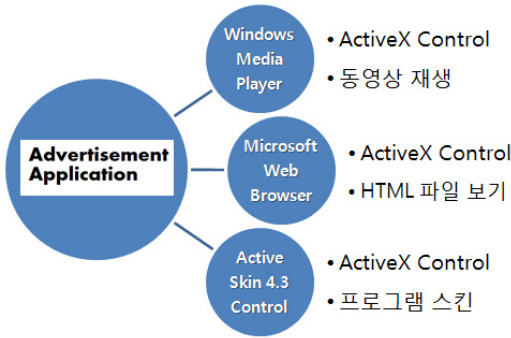 Windows
Media
Player
• ActiveX Control
• 동영상 재생
Advertisement
Application
Microsoft
Web
Browser
• ActiveX Control
• HTML 파일 보기
Active
Skin 4.3
Control
• ActiveX Control
• 프로그램 스킨